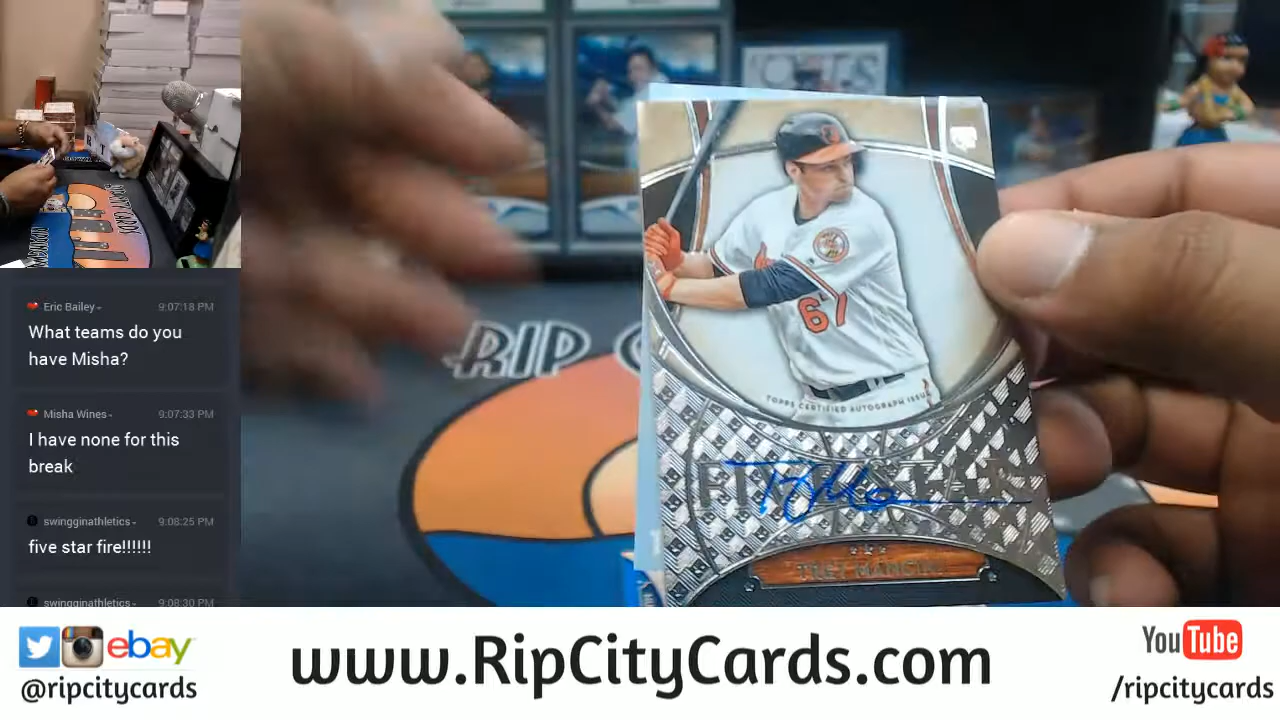 Eric Bailey
9:07:18 PM
What teams do you
have Misha?
Misha Wines
9:07:33 PM
I have none for this
break
swingginathletics
9:08:25 PM
five star fire!!!!!!
swingginathletics
9:08:30 PM
RIP
67
TOPPS CERTIFIED AUTOGRAPH ISSUE
TREY MANCINI
ebay
@ripcitycards
www.RipCityCards.com
YouTube
/ripcitycards